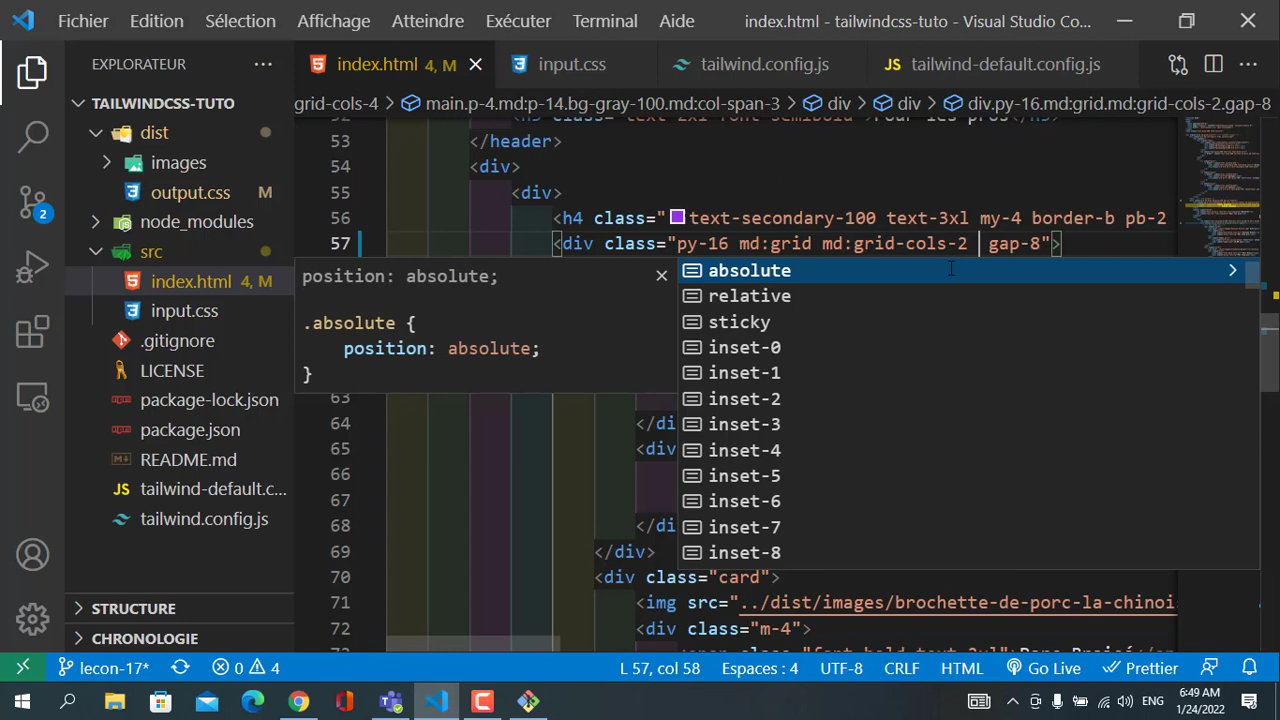 Fichier Edition Sélection Affichage Atteindre Exécuter Terminal Aide index.html - tailwindcss-tuto - Visual Studio Co...
EXPLORATEUR
index.html 4, M
input.css
tailwind.config.js
JS tailwind-default.config.js
grid-cols-4 > main.p-4.md:p-14.bg-gray-100.md:col-span-3 > div > div > div.py-16.md:grid.md:grid-cols-2.gap-8
TAILWINDCSS-TUTO
dist
images
output.css M
node_modules
src
index.html 4, M
input.css
.gitignore
LICENSE
package-lock.json
package.json
README.md
JS tailwind-default.c...
tailwind.config.js
STRUCTURE
CHRONOLOGIE
53 </header>
54 <div>
55 <div>
56 <h4 class="text-secondary-100 text-3xl my-4 border-b pb-2
57 <div class="py-16 md:grid md:grid-cols-2 gap-8">
position: absolute;
.absolute {
position: absolute;
}
absolute
relative
sticky
inset-0
inset-1
inset-2
inset-3
inset-4
inset-5
inset-6
inset-7
inset-8
63
64 </di
65 <div
66
67
68 </di
69 </div>
70 <div class="card">
71 <img src="../dist/images/brochette-de-porc-la-chinois
72 <div class="m-4">
2
lecon-17* 0 4 L 57, col 58 Espaces : 4 UTF-8 CRLF HTML Go Live Prettier
ENG
6:49 AM
1/24/2022